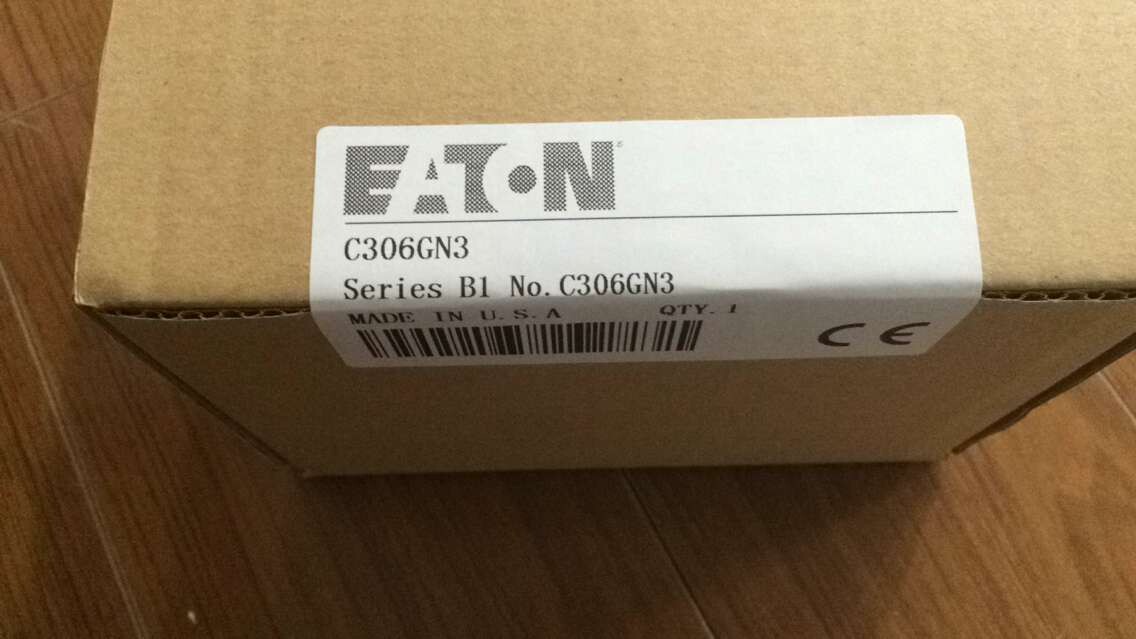 EATON®
C306GN3
Series B1 No. C306GN3
MADE IN U.S.A QTY. 1
CE